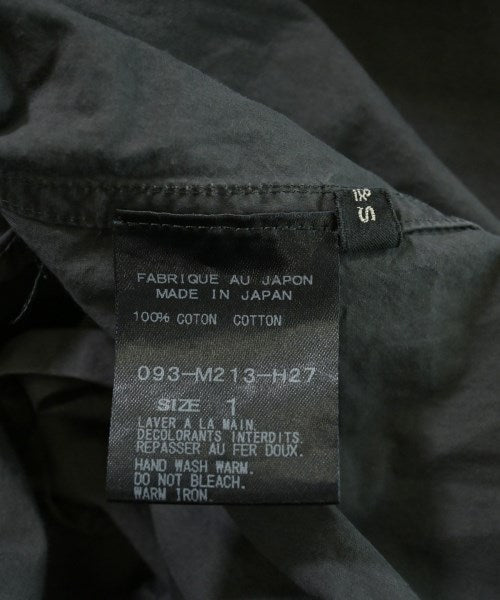 FABRIQUE AU JAPON
MADE IN JAPAN
100% COTON COTTON
093-M213-H27
SIZE 1
LAVER A LA MAIN.
DECOLORANTS INTERDITS
REPASSER AU FER DOUX.
HAND WASH WARM.
DO NOT BLEACH.
WARM IRON.
S